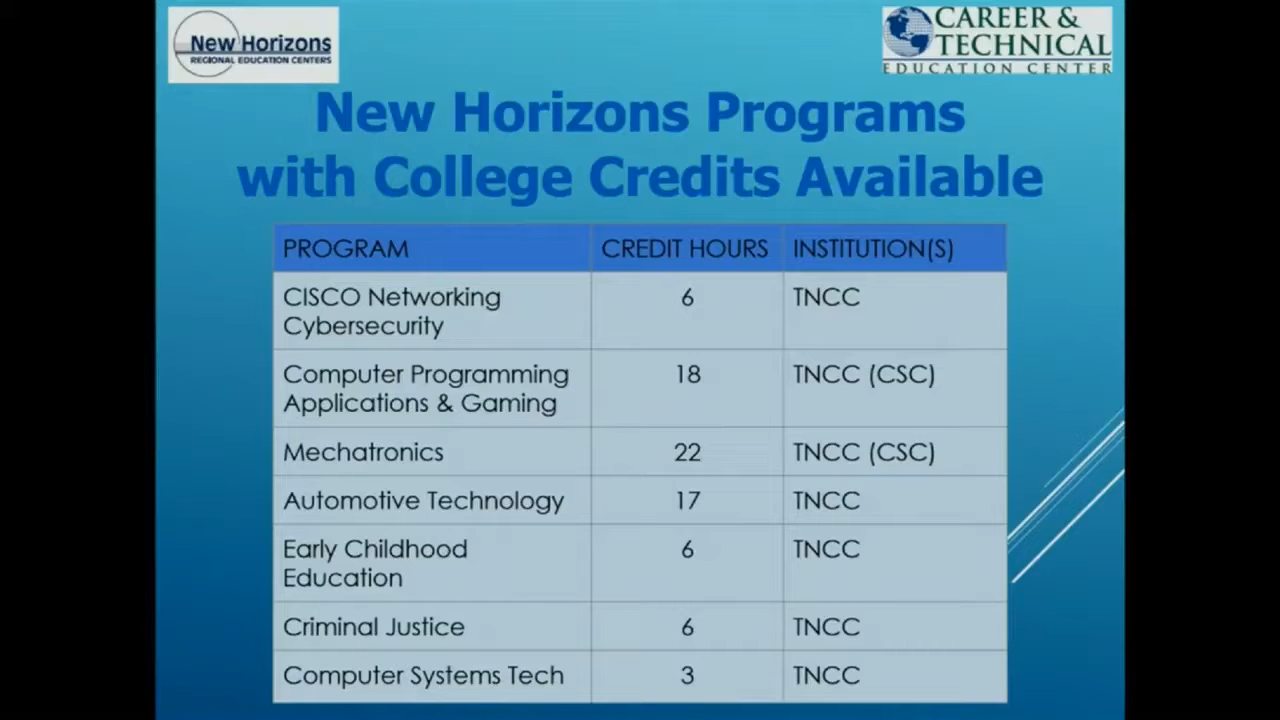 New Horizons
REGIONAL EDUCATION CENTERS
CAREER &
TECHNICAL
EDUCATION CENTER
New Horizons Programs
with College Credits Available
PROGRAM CREDIT HOURS INSTITUTION(S)
CISCO Networking 6 TNCC
Cybersecurity
Computer Programming 18 TNCC (CSC)
Applications & Gaming
Mechatronics 22 TNCC (CSC)
Automotive Technology 17 TNCC
Early Childhood 6 TNCC
Education
Criminal Justice 6 TNCC
Computer Systems Tech 3 TNCC